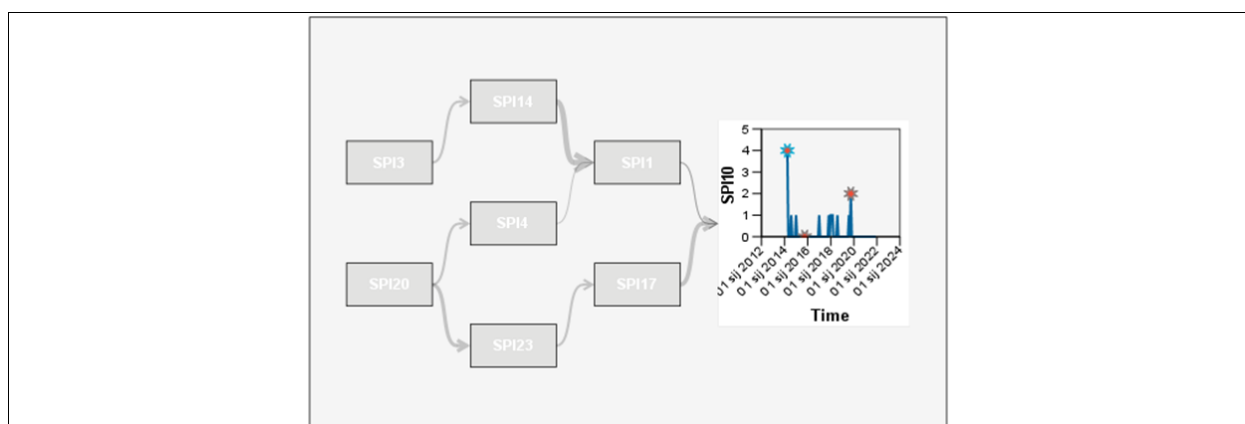 SPI14
SPI3
SPI1
SPI4
SPI20
SPI17
SPI23
SPI10
5
4
3
2
1
0
01 sij 2012
01 sij 2014
01 sij 2016
01 sij 2018
01 sij 2020
01 sij 2022
01 sij 2024
Time